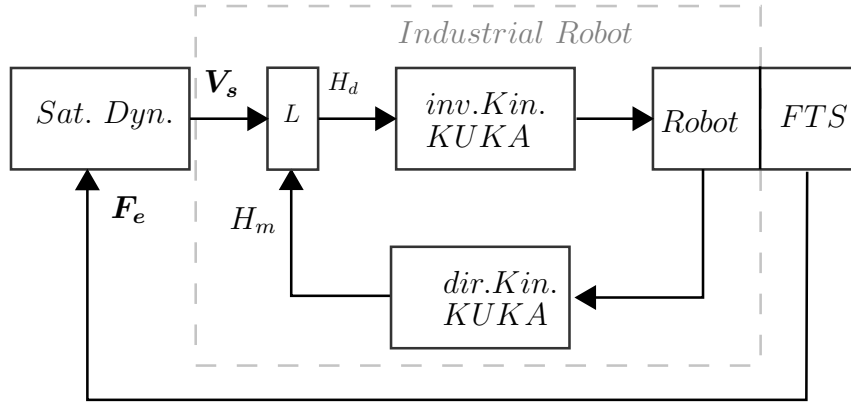 Industrial Robot
Sat. Dyn.
V_s
L
H_d
inv.Kin.
KUKA
Robot
FTS
F_e
H_m
dir.Kin.
KUKA